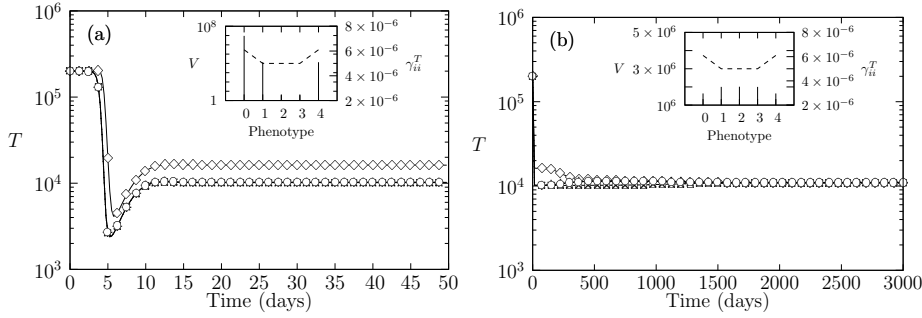 (a)
T
10^6
10^5
10^4
10^3
0 5 10 15 20 25 30 35 40 45 50
Time (days)
V
10^8
1
8 × 10^-6
6 × 10^-6
4 × 10^-6
2 × 10^-6
γ_ii^T
0 1 2 3 4
Phenotype
(b)
T
10^6
10^5
10^4
10^3
0 500 1000 1500 2000 2500 3000
Time (days)
V
5 × 10^6
3 × 10^6
10^6
8 × 10^-6
6 × 10^-6
4 × 10^-6
2 × 10^-6
γ_ii^T
0 1 2 3 4
Phenotype